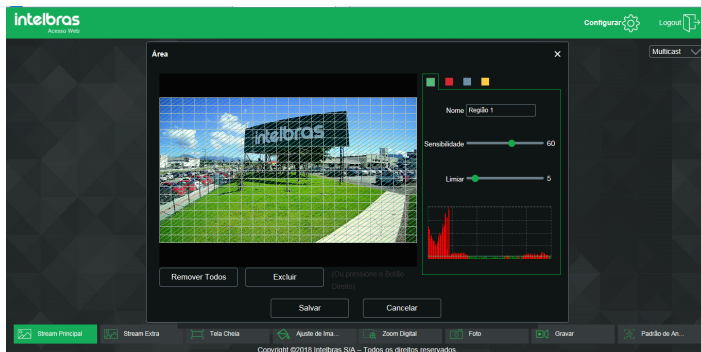 intelbras
Acesso Web
Configurar
Logout
Multicast
Área
×
intelbras
Nome Região 1
Sensibilidade 60
Limiar 5
Remover Todos
Excluir
(Ou pressione o Botão
Direito)
Salvar
Cancelar
Stream Principal
Stream Extra
Tela Cheia
Ajuste de Ima...
Zoom Digital
Foto
Gravar
Padrão de An...
Copyright ©2018 Intelbras S/A – Todos os direitos reservados